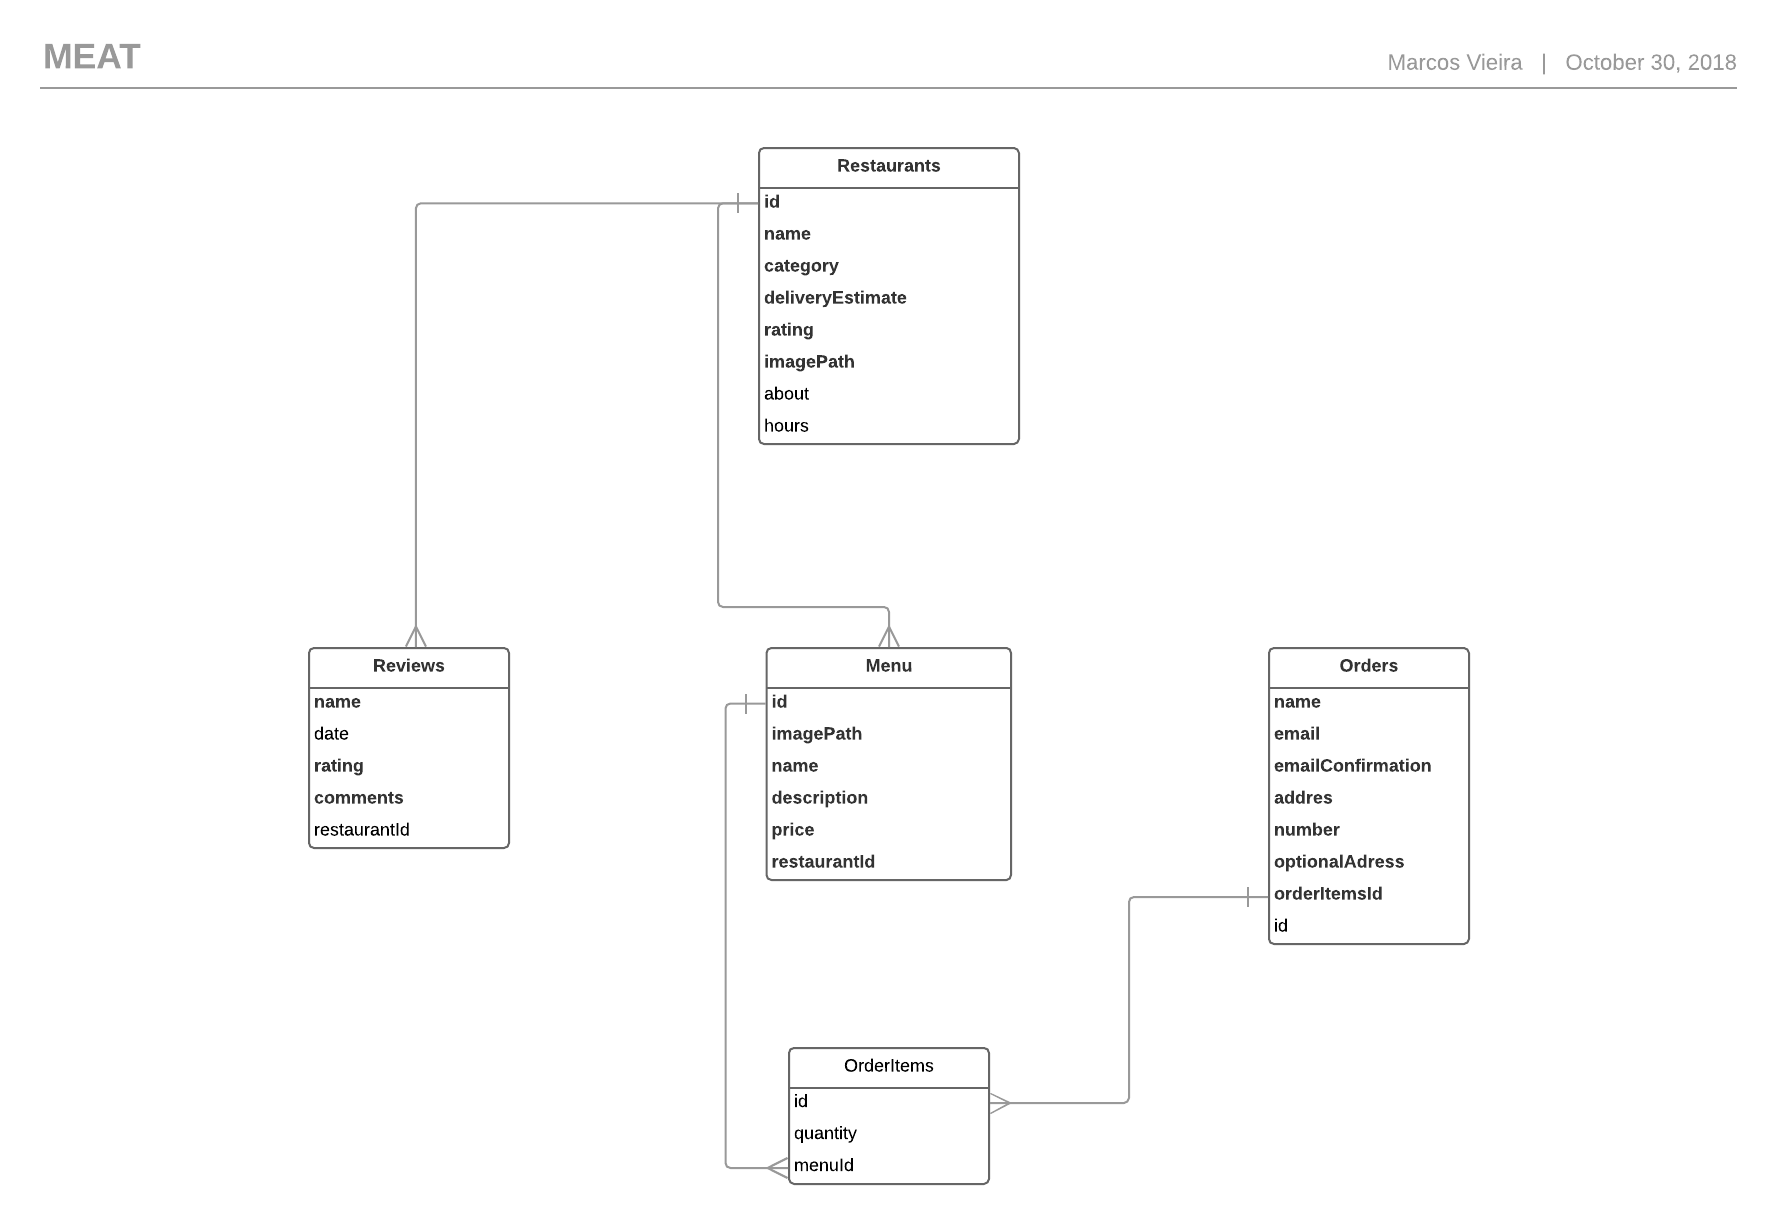 MEAT
Marcos Vieira | October 30, 2018
Restaurants
id
name
category
deliveryEstimate
rating
imagePath
about
hours
Reviews
name
date
rating
comments
restaurantId
Menu
id
imagePath
name
description
price
restaurantId
Orders
name
email
emailConfirmation
addres
number
optionalAdress
orderItemsId
id
OrderItems
id
quantity
menuId